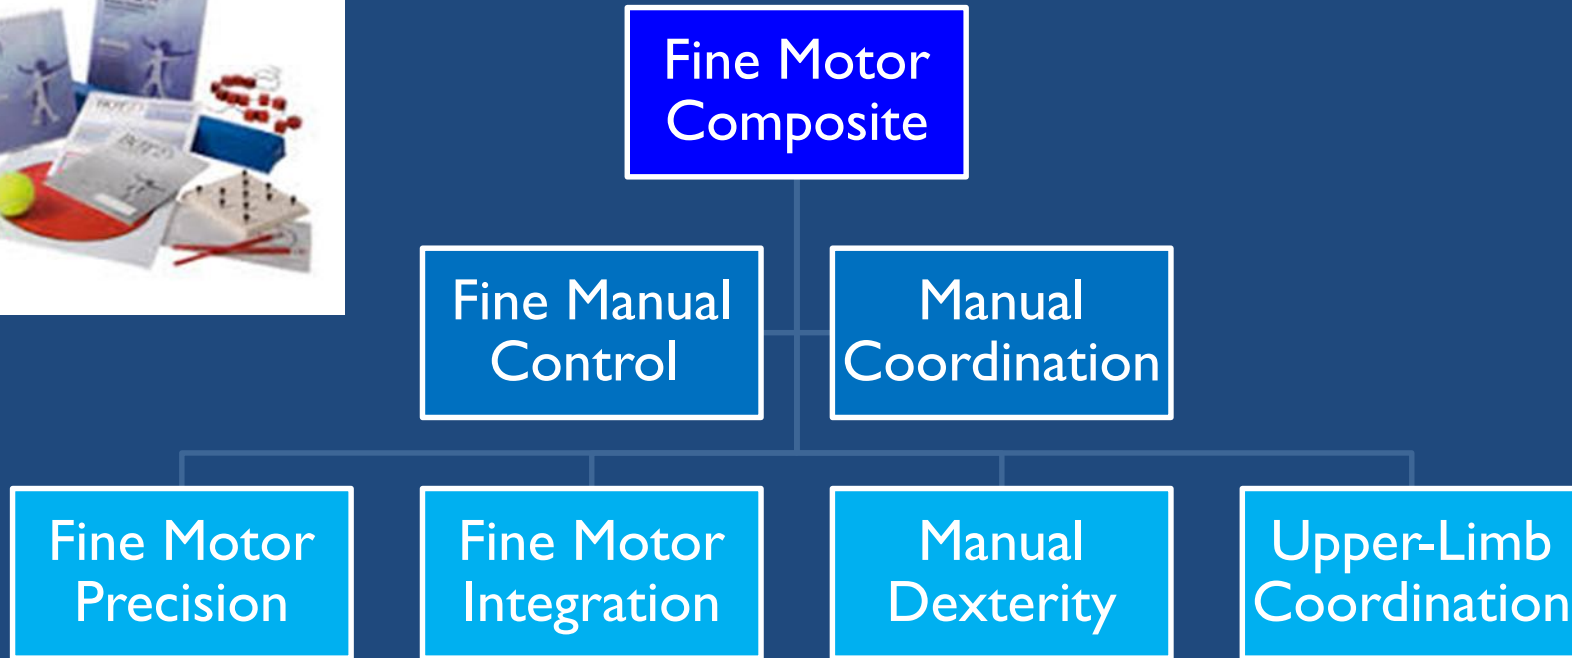 Fine Motor
Composite
Fine Manual
Control
Manual
Coordination
Fine Motor
Precision
Fine Motor
Integration
Manual
Dexterity
Upper-Limb
Coordination